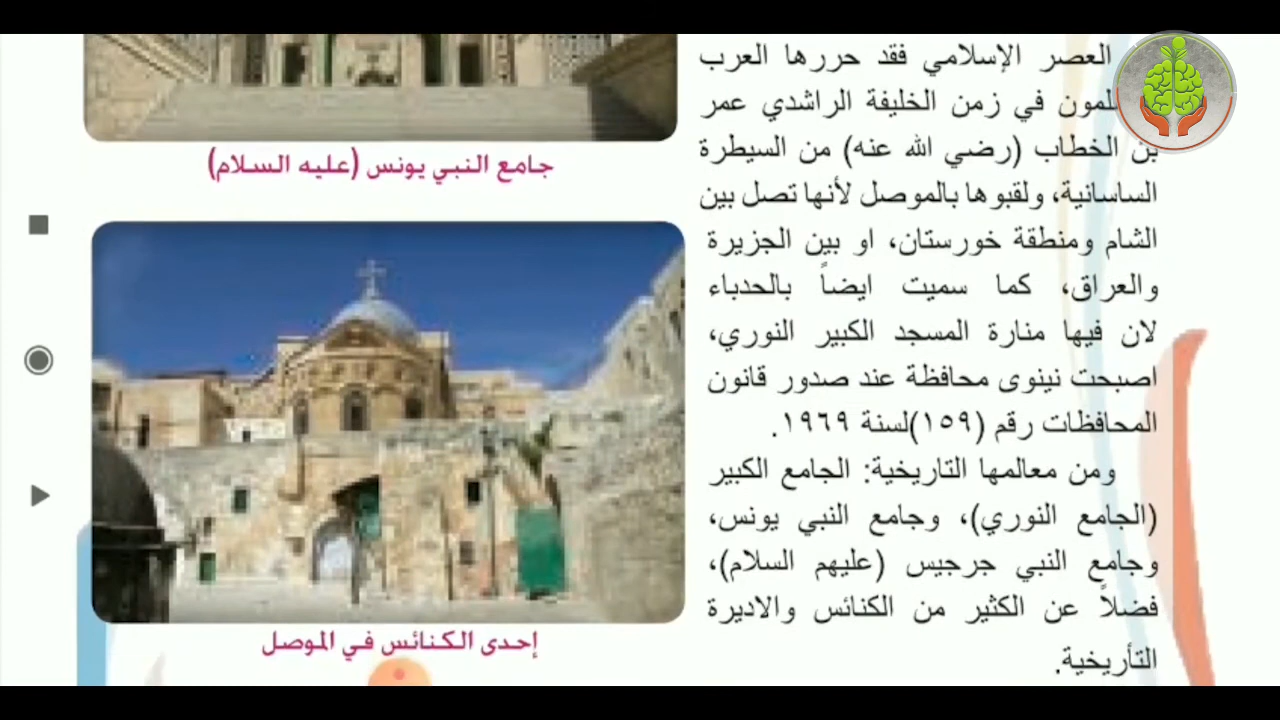 العصر الإسلامي فقد حررها العرب
لمون في زمن الخليفة الراشدي عمر
بن الخطاب (رضي الله عنه) من السيطرة
الساسانية، ولقبوها بالموصل لأنها تصل بين
الشام ومنطقة خورستان، او بين الجزيرة
والعراق، كما سميت ايضاً بالحدباء
لان فيها منارة المسجد الكبير النوري،
اصبحت نينوى محافظة عند صدور قانون
المحافظات رقم (١٥٩)لسنة ١٩٦٩.
ومن معالمها التاريخية: الجامع الكبير
(الجامع النوري)، وجامع النبي يونس،
وجامع النبي جرجيس (عليهم السلام)،
فضلاً عن الكثير من الكنائس والاديرة
التأريخية.
جامع النبي يونس (عليه السلام)
إحدى الكنائس في الموصل